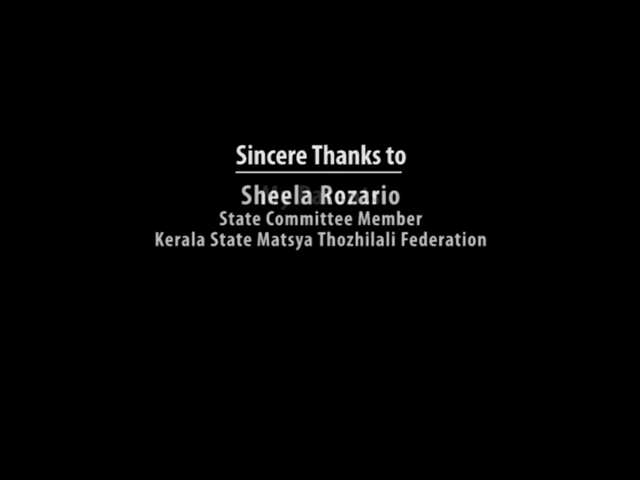 Sincere Thanks to
Sheela Rozario
State Committee Member
Kerala State Matsya Thozhilali Federation